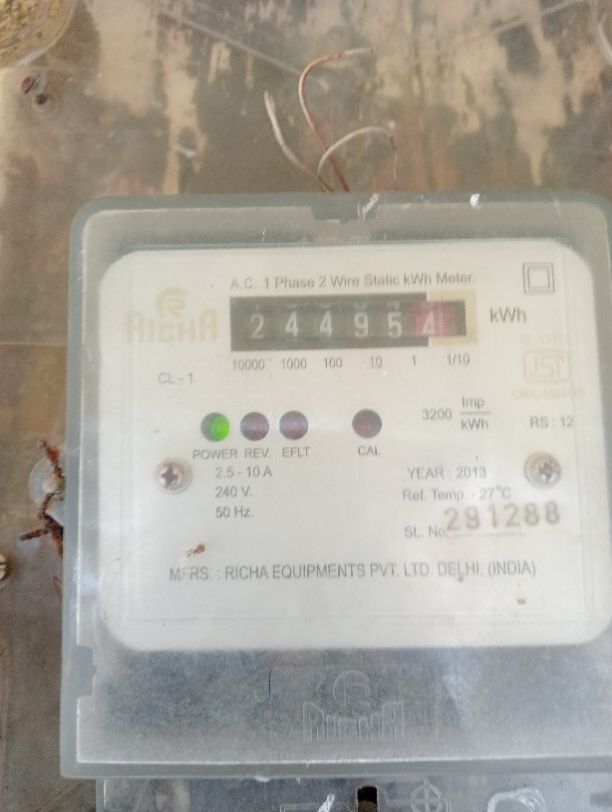 A.C. 1 Phase 2 Wire Static kWh Meter.
RICHA
2 4 4 9 5 4 kWh
10000 1000 100 10 1 1/10
CL - 1
3200 Imp/kWh
RS : 12
POWER REV. EFLT CAL
2.5 - 10 A
240 V.
50 Hz.
YEAR : 2013
Ref. Temp. - 27°C
SL. No. 291288
MFRS. : RICHA EQUIPMENTS PVT. LTD. DELHI, (INDIA)
RICHA